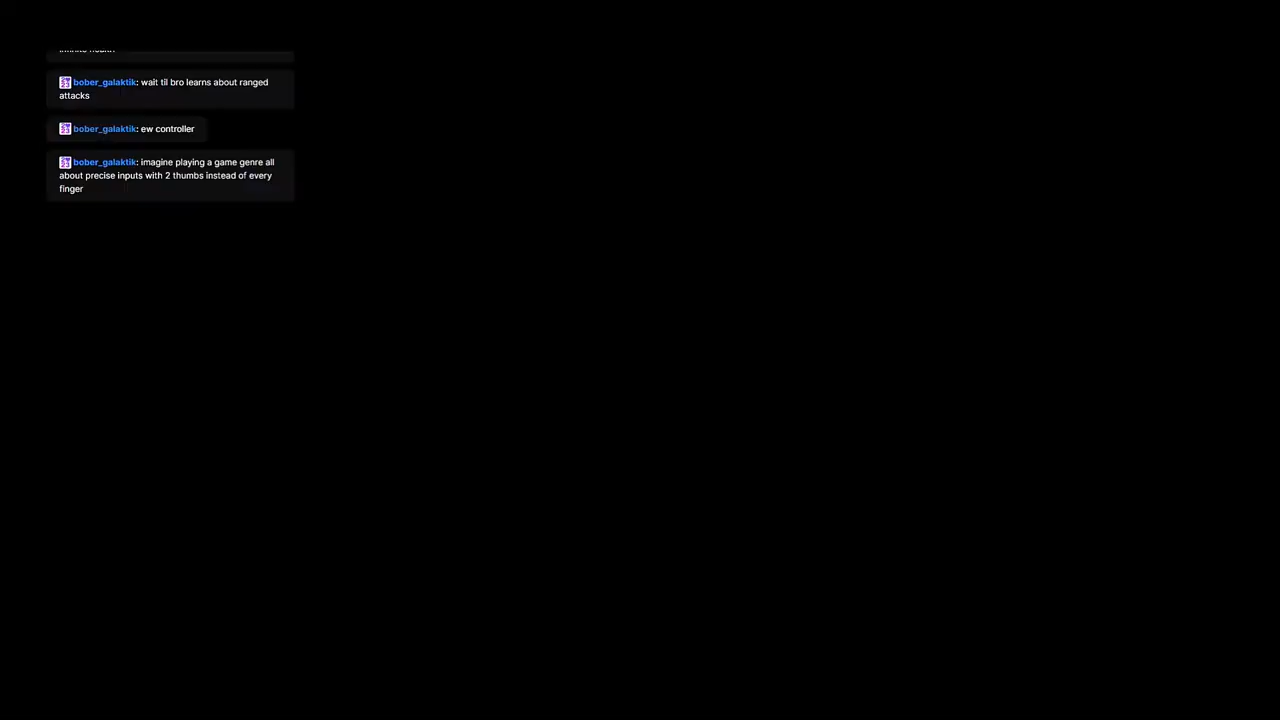 bober_galaktik: wait til bro learns about ranged
attacks
bober_galaktik: ew controller
bober_galaktik: imagine playing a game genre all
about precise inputs with 2 thumbs instead of every
finger